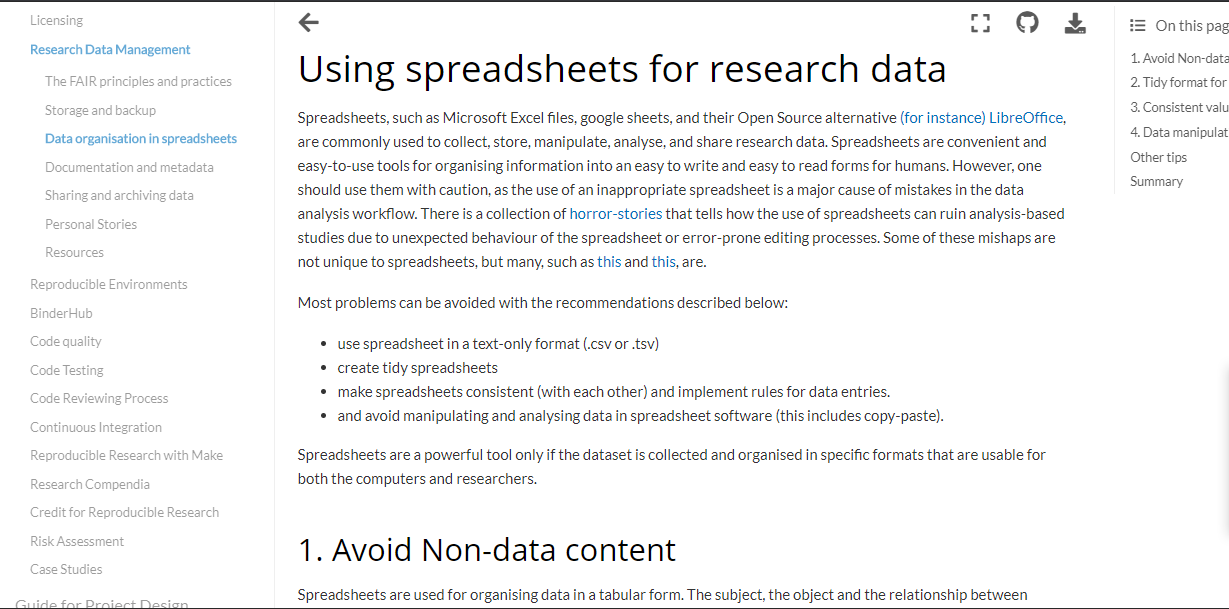 Licensing
Research Data Management
The FAIR principles and practices
Storage and backup
Data organisation in spreadsheets
Documentation and metadata
Sharing and archiving data
Personal Stories
Resources
Reproducible Environments
BinderHub
Code quality
Code Testing
Code Reviewing Process
Continuous Integration
Reproducible Research with Make
Research Compendia
Credit for Reproducible Research
Risk Assessment
Case Studies
Guide for Project Design
Using spreadsheets for research data
Spreadsheets, such as Microsoft Excel files, google sheets, and their Open Source alternative (for instance) LibreOffice,
are commonly used to collect, store, manipulate, analyse, and share research data. Spreadsheets are convenient and
easy-to-use tools for organising information into an easy to write and easy to read forms for humans. However, one
should use them with caution, as the use of an inappropriate spreadsheet is a major cause of mistakes in the data
analysis workflow. There is a collection of horror-stories that tells how the use of spreadsheets can ruin analysis-based
studies due to unexpected behaviour of the spreadsheet or error-prone editing processes. Some of these mishaps are
not unique to spreadsheets, but many, such as this and this, are.
Most problems can be avoided with the recommendations described below:
• use spreadsheet in a text-only format (.csv or .tsv)
• create tidy spreadsheets
• make spreadsheets consistent (with each other) and implement rules for data entries.
• and avoid manipulating and analysing data in spreadsheet software (this includes copy-paste).
Spreadsheets are a powerful tool only if the dataset is collected and organised in specific formats that are usable for
both the computers and researchers.
1. Avoid Non-data content
Spreadsheets are used for organising data in a tabular form. The subject, the object and the relationship between
On this pag
1. Avoid Non-data
2. Tidy format for
3. Consistent valu
4. Data manipulat
Other tips
Summary